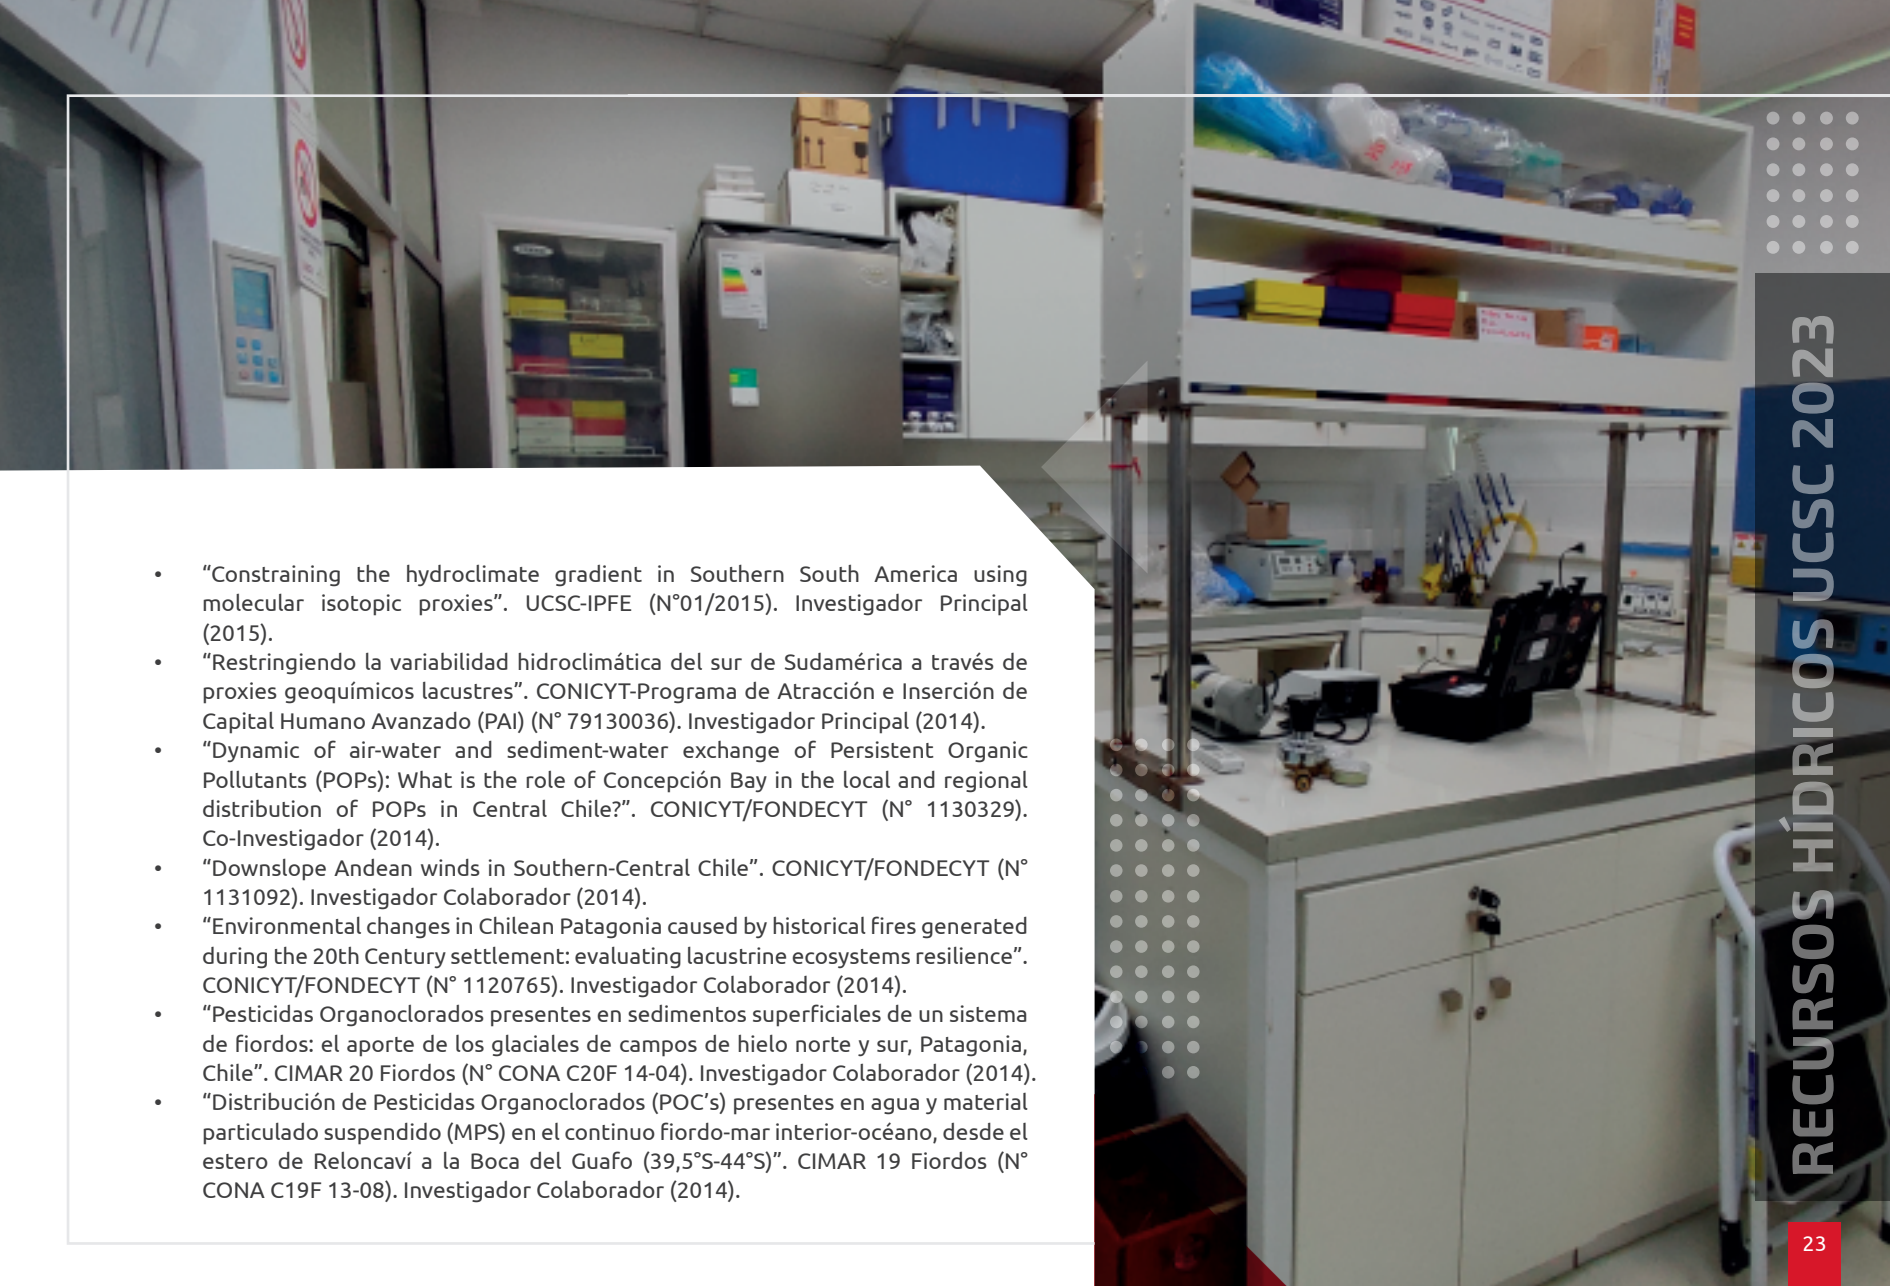 • “Constraining the hydroclimate gradient in Southern South America using
molecular isotopic proxies”. UCSC-IPFE (N°01/2015). Investigador Principal
(2015).
• “Restringiendo la variabilidad hidroclimática del sur de Sudamérica a través de
proxies geoquímicos lacustres”. CONICYT-Programa de Atracción e Inserción de
Capital Humano Avanzado (PAI) (N° 79130036). Investigador Principal (2014).
• “Dynamic of air-water and sediment-water exchange of Persistent Organic
Pollutants (POPs): What is the role of Concepción Bay in the local and regional
distribution of POPs in Central Chile?”. CONICYT/FONDECYT (N° 1130329).
Co-Investigador (2014).
• “Downslope Andean winds in Southern-Central Chile”. CONICYT/FONDECYT (N°
1131092). Investigador Colaborador (2014).
• “Environmental changes in Chilean Patagonia caused by historical fires generated
during the 20th Century settlement: evaluating lacustrine ecosystems resilience”.
CONICYT/FONDECYT (N° 1120765). Investigador Colaborador (2014).
• “Pesticidas Organoclorados presentes en sedimentos superficiales de un sistema
de fiordos: el aporte de los glaciales de campos de hielo norte y sur, Patagonia,
Chile”. CIMAR 20 Fiordos (N° CONA C20F 14-04). Investigador Colaborador (2014).
• “Distribución de Pesticidas Organoclorados (POC’s) presentes en agua y material
particulado suspendido (MPS) en el continuo fiordo-mar interior-océano, desde el
estero de Reloncaví a la Boca del Guafo (39,5°S-44°S)”. CIMAR 19 Fiordos (N°
CONA C19F 13-08). Investigador Colaborador (2014).
RECURSOS HÍDRICOS UCSC 2023
23